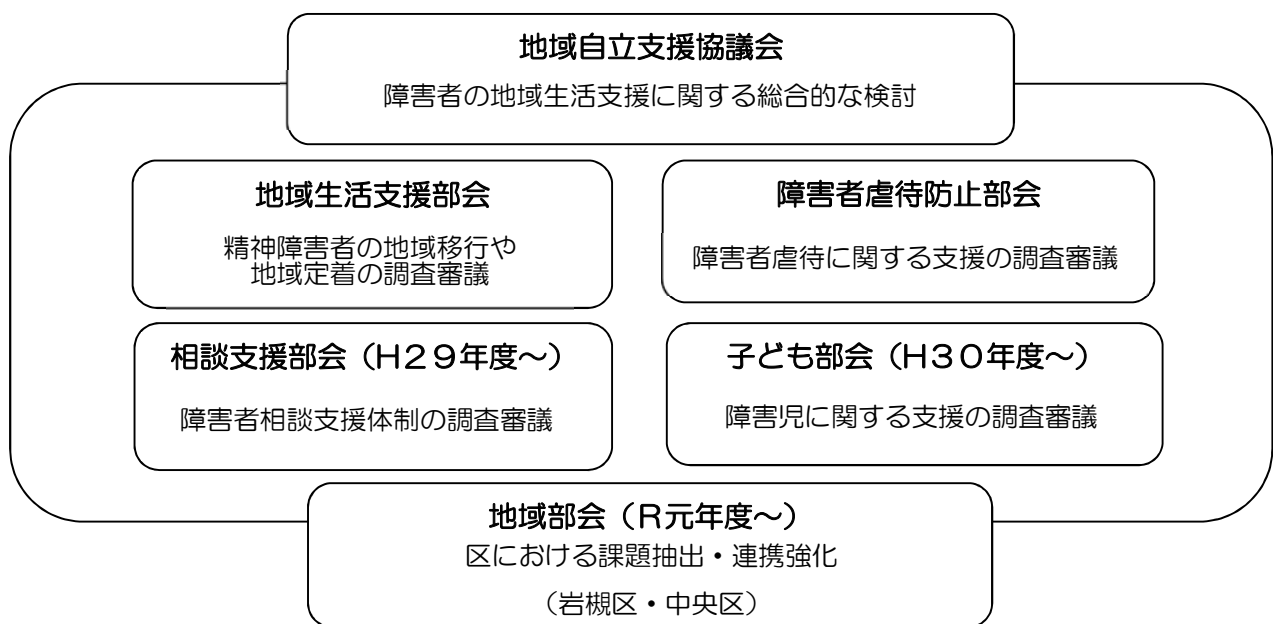 地域自立支援協議会
障害者の地域生活支援に関する総合的な検討
地域生活支援部会
精神障害者の地域移行や
地域定着の調査審議
障害者虐待防止部会
障害者虐待に関する支援の調査審議
相談支援部会（Ｈ２９年度～）
障害者相談支援体制の調査審議
子ども部会（Ｈ３０年度～）
障害児に関する支援の調査審議
地域部会（Ｒ元年度～）
区における課題抽出・連携強化
（岩槻区・中央区）